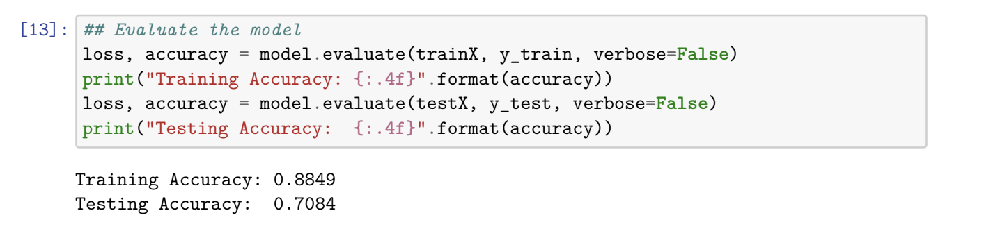 [13]: ## Evaluate the model
loss, accuracy = model.evaluate(trainX, y_train, verbose=False)
print("Training Accuracy: {:.4f}".format(accuracy))
loss, accuracy = model.evaluate(testX, y_test, verbose=False)
print("Testing Accuracy:  {:.4f}".format(accuracy))
Training Accuracy: 0.8849
Testing Accuracy:  0.7084